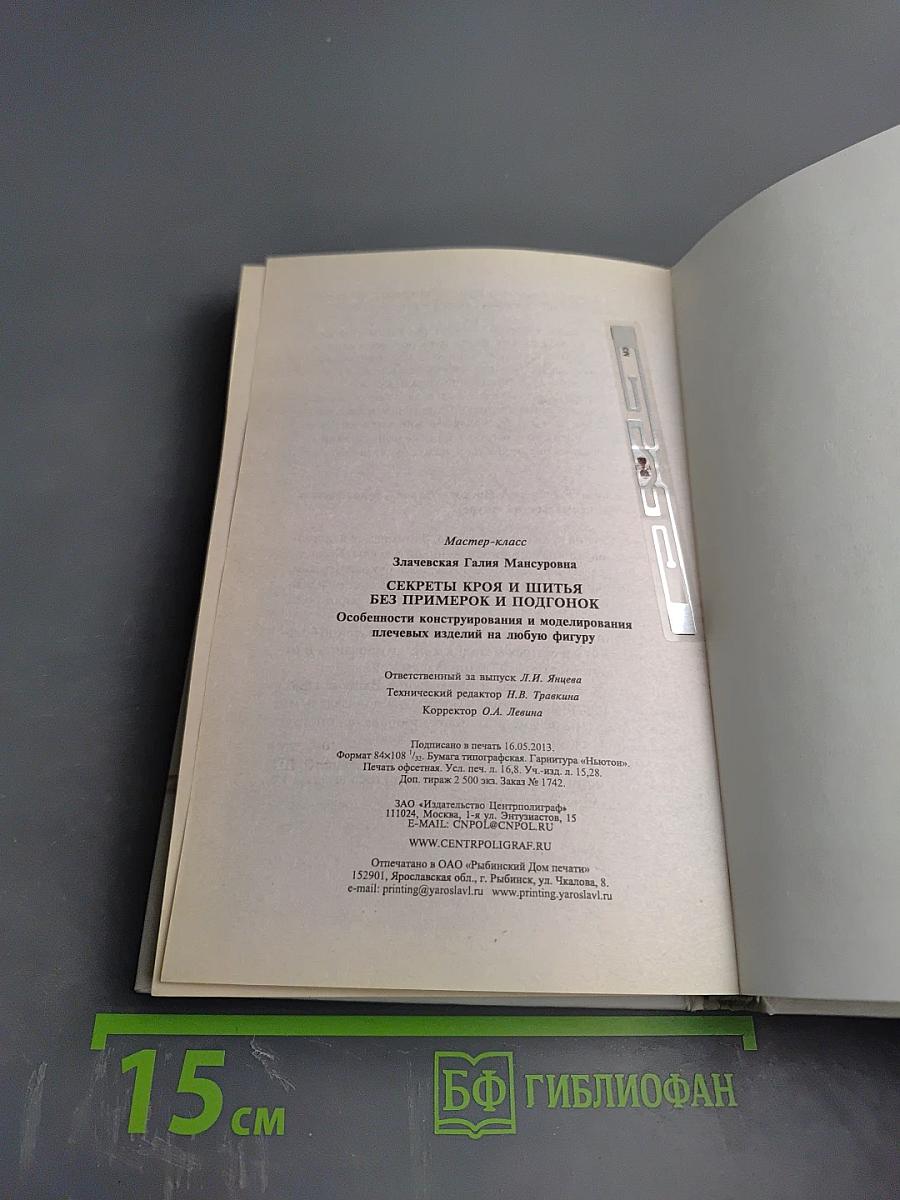 Мастер-класс
Злачевская Галия Мансуровна
СЕКРЕТЫ КРОЯ И ШИТЬЯ
БЕЗ ПРИМЕРОК И ПОДГОНОК
Особенности конструирования и моделирования
плечевых изделий на любую фигуру
Ответственный за выпуск Л.И. Янцева
Технический редактор Н.В. Травкина
Корректор О.А. Левина
Подписано в печать 16.05.2013.
Формат 84×108 1/32. Бумага типографская. Гарнитура «Ньютон».
Печать офсетная. Усл. печ. л. 16,8. Уч.-изд. л. 15,28.
Доп. тираж 2 500 экз. Заказ № 1742.
ЗАО «Издательство Центрполиграф»
111024, Москва, 1-я ул. Энтузиастов, 15
E-MAIL: CNPOL@CNPOL.RU
WWW.CENTRPOLIGRAF.RU
Отпечатано в ОАО «Рыбинский Дом печати»
152901, Ярославская обл., г. Рыбинск, ул. Чкалова, 8.
e-mail: printing@yaroslavl.ru www.printing.yaroslavl.ru
15 см
БФ ГИБЛИОФАН